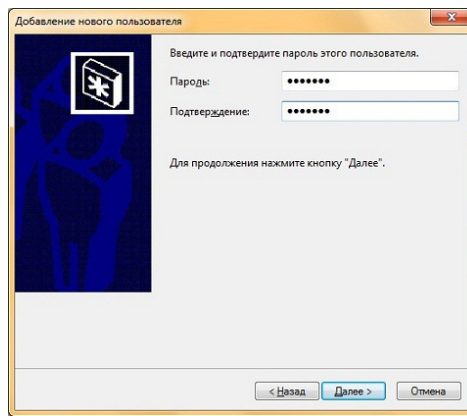 Добавление нового пользователя
Введите и подтвердите пароль этого пользователя.
Пароль: •••••••
Подтверждение: •••••••
Для продолжения нажмите кнопку "Далее".
< Назад Далее > Отмена